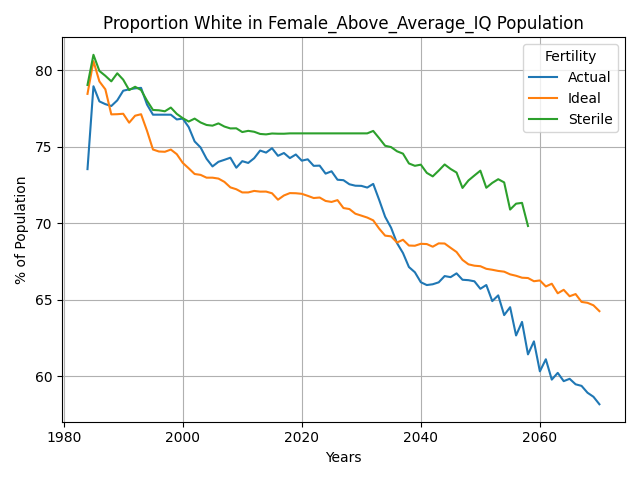 Proportion White in Female_Above_Average_IQ Population
% of Population
80
75
70
65
60
1980
2000
2020
2040
2060
Years
Fertility
Actual
Ideal
Sterile